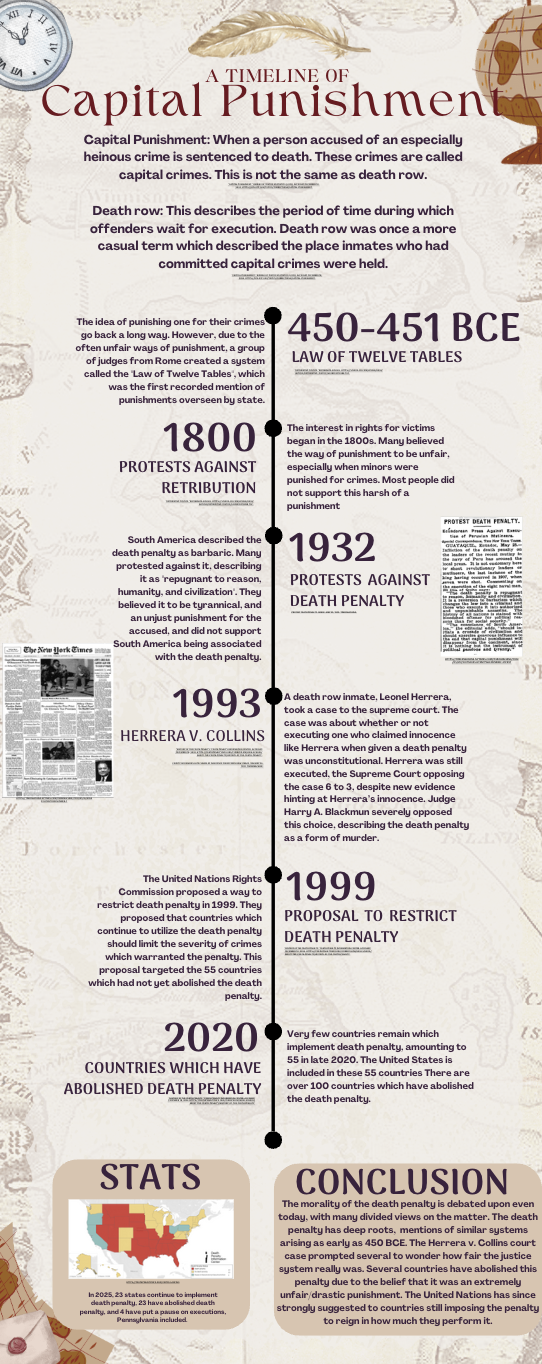 A TIMELINE OF
Capital Punishment
Capital Punishment: When a person accused of an especially
heinous crime is sentenced to death. These crimes are called
capital crimes. This is not the same as death row.
Death row: This describes the period of time during which
offenders wait for execution. Death row was once a more
casual term which described the place inmates who had
committed capital crimes were held.
The idea of punishing one for their crimes
go back a long way. However, due to the
often unfair ways of punishment, a group
of judges from Rome created a system
called the 'Law of Twelve Tables', which
was the first recorded mention of
punishments overseen by state.
450-451 BCE
LAW OF TWELVE TABLES
1800
PROTESTS AGAINST
RETRIBUTION
The interest in rights for victims
began in the 1800s. Many believed
the way of punishment to be unfair,
especially when minors were
punished for crimes. Most people did
not support this harsh of a
punishment
South America described the
death penalty as barbaric. Many
protested against it, describing
it as 'repugnant to reason,
humanity, and civilization'. They
believed it to be tyrannical, and
an unjust punishment for the
accused, and did not support
South America being associated
with the death penalty.
1932
PROTESTS AGAINST
DEATH PENALTY
PROTEST DEATH PENALTY.
The New York Times
1993
HERRERA V. COLLINS
A death row inmate, Leonel Herrera,
took a case to the supreme court. The
case was about whether or not
executing one who claimed innocence
like Herrera when given a death penalty
was unconstitutional. Herrera was still
executed, the Supreme Court opposing
the case 6 to 3, despite new evidence
hinting at Herrera's innocence. Judge
Harry A. Blackmun severely opposed
this choice, describing the death penalty
as a form of murder.
The United Nations Rights
Commission proposed a way to
restrict death penalty in 1999. They
proposed that countries which
continue to utilize the death penalty
should limit the severity of crimes
which warranted the penalty. This
proposal targeted the 55 countries
which had not yet abolished the death
penalty.
1999
PROPOSAL TO RESTRICT
DEATH PENALTY
2020
COUNTRIES WHICH HAVE
ABOLISHED DEATH PENALTY
Very few countries remain which
implement death penalty, amounting to
55 in late 2020. The United States is
included in these 55 countries There are
over 100 countries which have abolished
the death penalty.
STATS
In 2025, 23 states continue to implement
death penalty, 23 have abolished death
penalty, and 4 have put a pause on executions,
Pennsylvania included.
CONCLUSION
The morality of the death penalty is debated upon even
today, with many divided views on the matter. The death
penalty has deep roots, mentions of similar systems
arising as early as 450 BCE. The Herrera v. Collins court
case prompted several to wonder how fair the justice
system really was. Several countries have abolished this
penalty due to the belief that it was an extremely
unfair/drastic punishment. The United Nations has since
strongly suggested to countries still imposing the penalty
to reign in how much they perform it.